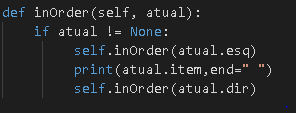 def inOrder(self, atual):
    if atual != None:
        self.inOrder(atual.esq)
        print(atual.item,end=" ")
        self.inOrder(atual.dir)